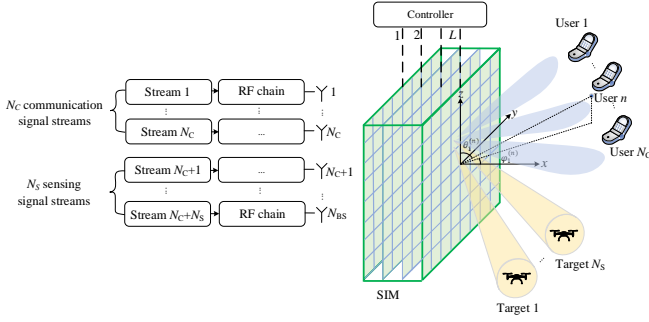 Controller
1 2 L
User 1
User n
User N_C
N_C communication
signal streams
Stream 1
RF chain
1
Stream N_C
...
N_C
N_S sensing
signal streams
Stream N_C+1
...
N_C+1
Stream N_C+N_S
RF chain
N_BS
z
y
x
θ_1^(n)
φ_1^(n)
SIM
Target N_S
Target 1